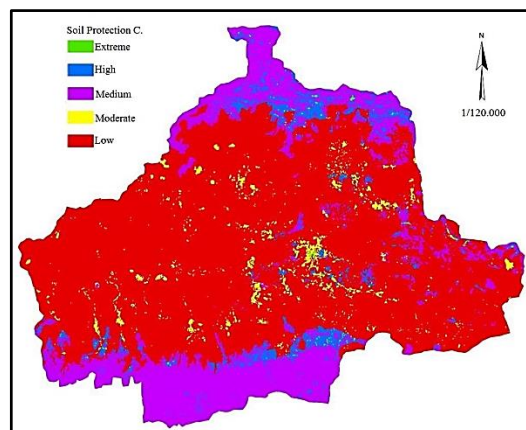 Soil Protection C.
Extreme
High
Medium
Moderate
Low
N
1/120.000